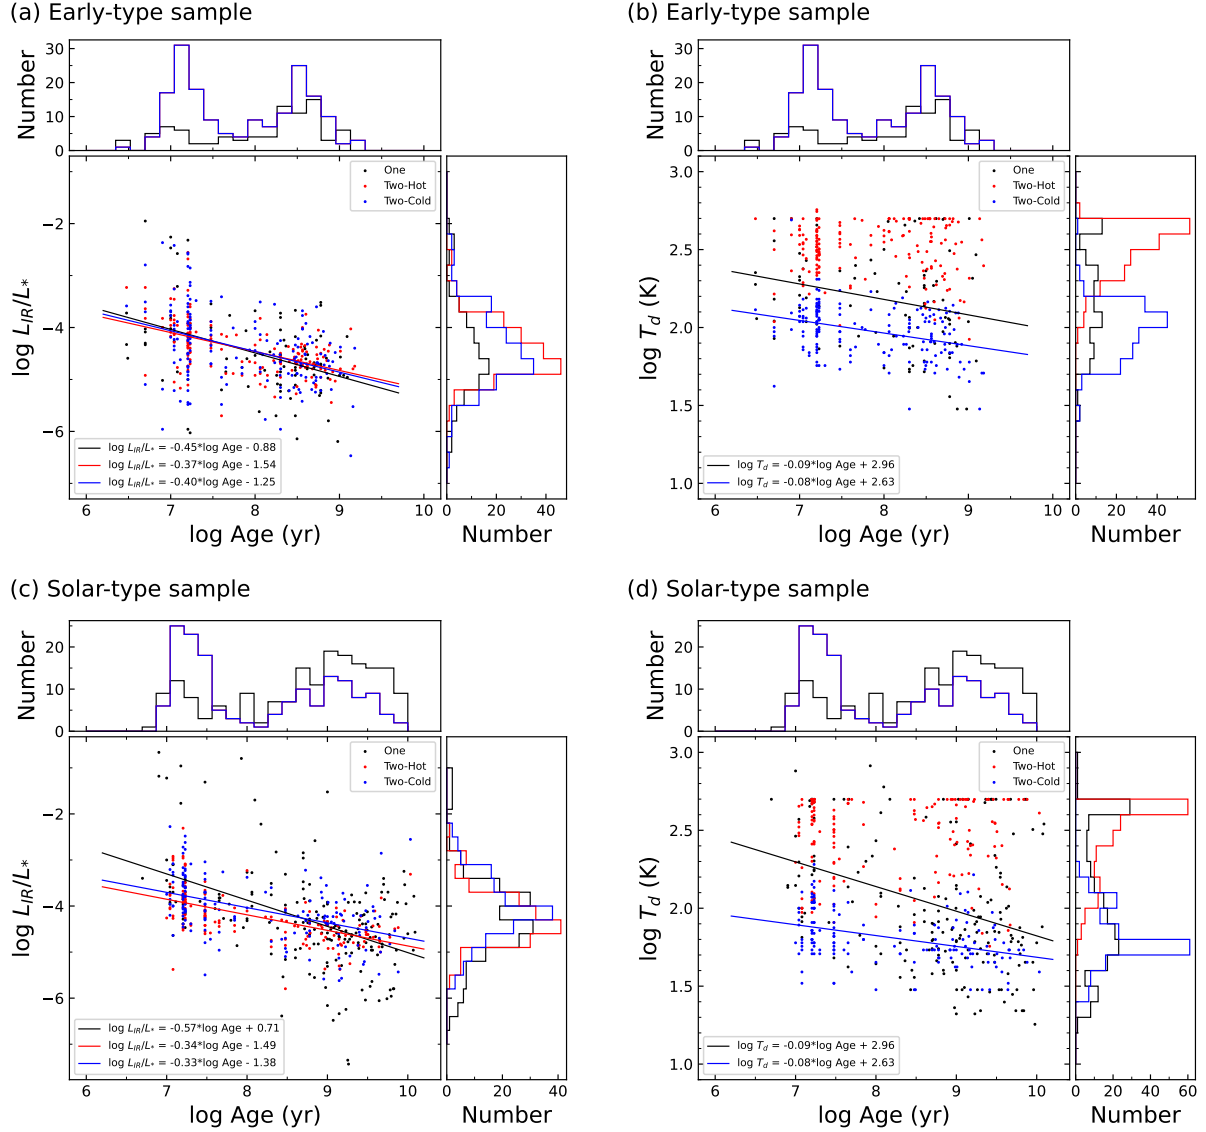 (a) Early-type sample
30
20
10
0
Number
One
Two-Hot
Two-Cold
−2
−4
−6
log L_IR/L_*
log L_IR/L_* = -0.45*log Age - 0.88
log L_IR/L_* = -0.37*log Age - 1.54
log L_IR/L_* = -0.40*log Age - 1.25
6 7 8 9 10
log Age (yr)
0 20 40
Number
(b) Early-type sample
30
20
10
0
Number
One
Two-Hot
Two-Cold
3.0
2.5
2.0
1.5
1.0
log T_d (K)
log T_d = -0.09*log Age + 2.96
log T_d = -0.08*log Age + 2.63
6 7 8 9 10
log Age (yr)
0 20 40
Number
(c) Solar-type sample
20
10
0
Number
One
Two-Hot
Two-Cold
−2
−4
−6
log L_IR/L_*
log L_IR/L_* = -0.57*log Age + 0.71
log L_IR/L_* = -0.34*log Age - 1.49
log L_IR/L_* = -0.33*log Age - 1.38
6 7 8 9 10
log Age (yr)
0 10 20 30 40
Number
(d) Solar-type sample
20
10
0
Number
One
Two-Hot
Two-Cold
3.0
2.5
2.0
1.5
1.0
log T_d (K)
log T_d = -0.09*log Age + 2.96
log T_d = -0.08*log Age + 2.63
6 7 8 9 10
log Age (yr)
0 10 20 30 40 50 60
Number